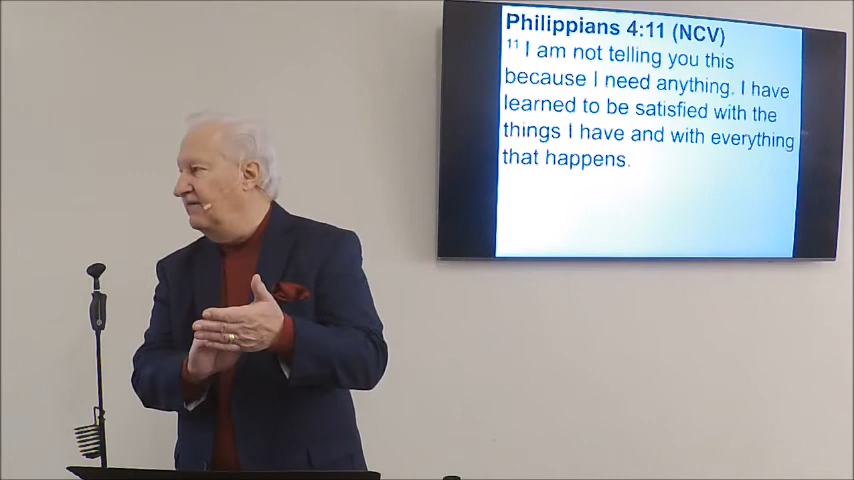 Philippians 4:11 (NCV)
11 I am not telling you this
because I need anything. I have
learned to be satisfied with the
things I have and with everything
that happens.